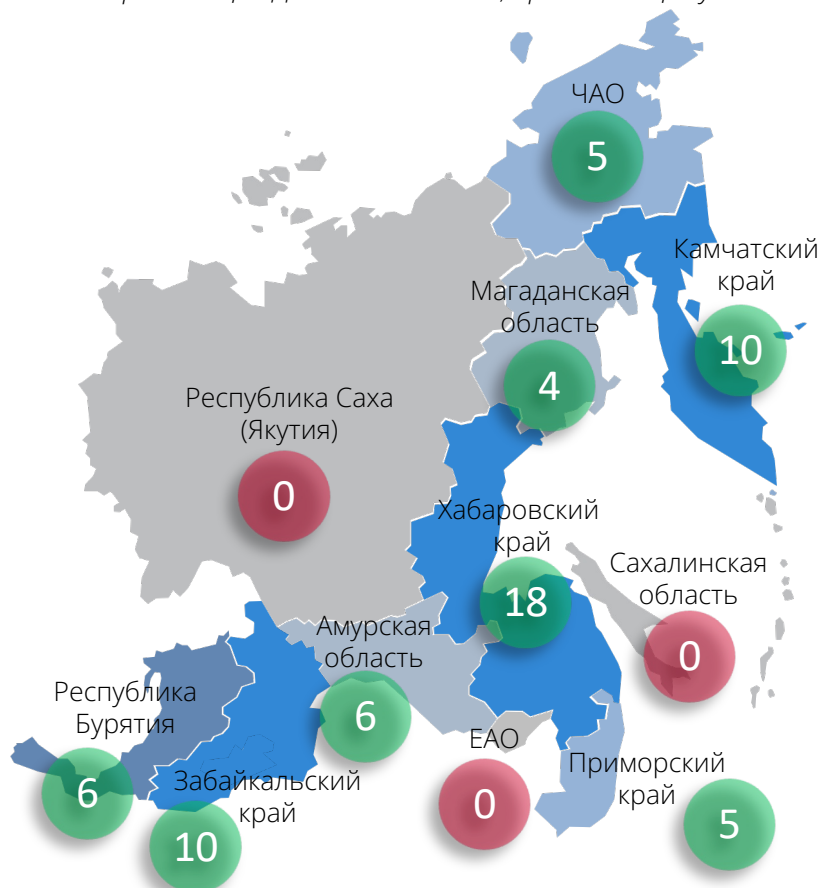 ЧАО
5
Камчатский
край
10
Магаданская
область
4
Республика Саха
(Якутия)
0
Хабаровский
край
18
Сахалинская
область
0
Амурская
область
6
Республика
Бурятия
6
Забайкальский
край
10
ЕАО
0
Приморский
край
5